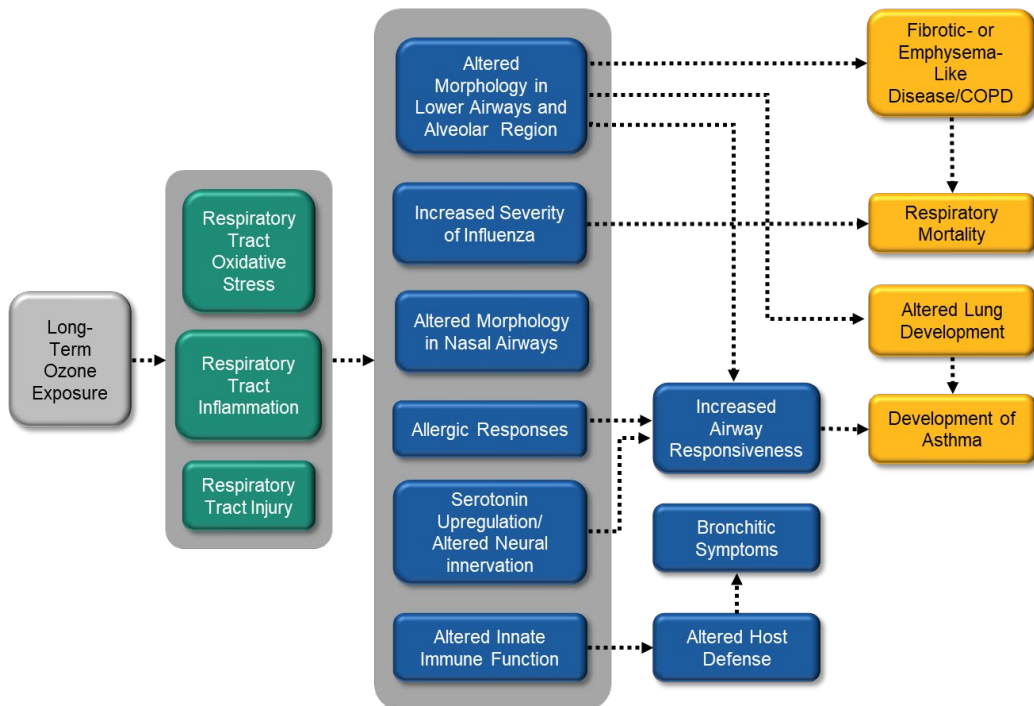 Long-
Term
Ozone
Exposure
Respiratory
Tract
Oxidative
Stress
Respiratory
Tract
Inflammation
Respiratory
Tract Injury
Altered
Morphology in
Lower Airways and
Alveolar Region
Increased Severity
of Influenza
Altered Morphology
in Nasal Airways
Allergic Responses
Serotonin
Upregulation/
Altered Neural
innervation
Altered Innate
Immune Function
Increased
Airway
Responsiveness
Bronchitic
Symptoms
Altered Host
Defense
Fibrotic- or
Emphysema-
Like
Disease/COPD
Respiratory
Mortality
Altered Lung
Development
Development of
Asthma